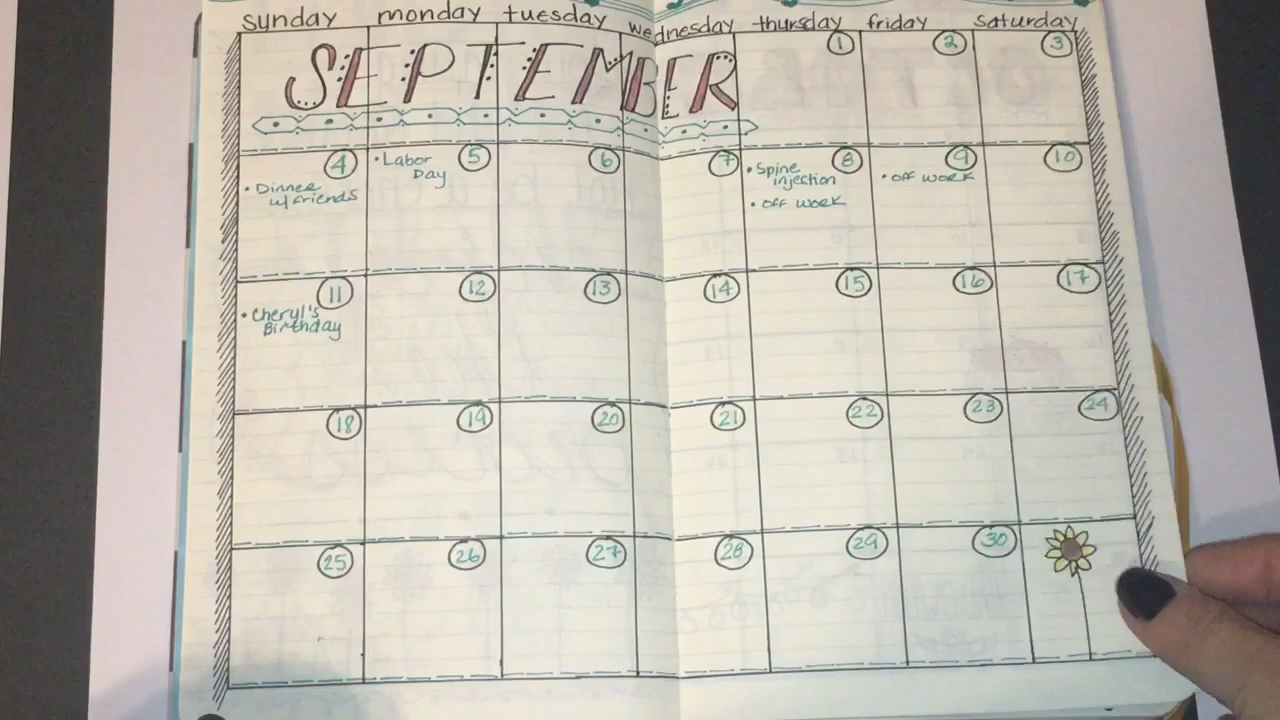 sunday monday tuesday wednesday thursday friday saturday
SEPTEMBER
1 2 3
4 5 6 7 8 9 10
• Dinner
w/friends
• Labor
Day
• Spine
injection
• off work
• off work
11 12 13 14 15 16 17
• Cheryl's
Birthday
18 19 20 21 22 23 24
25 26 27 28 29 30